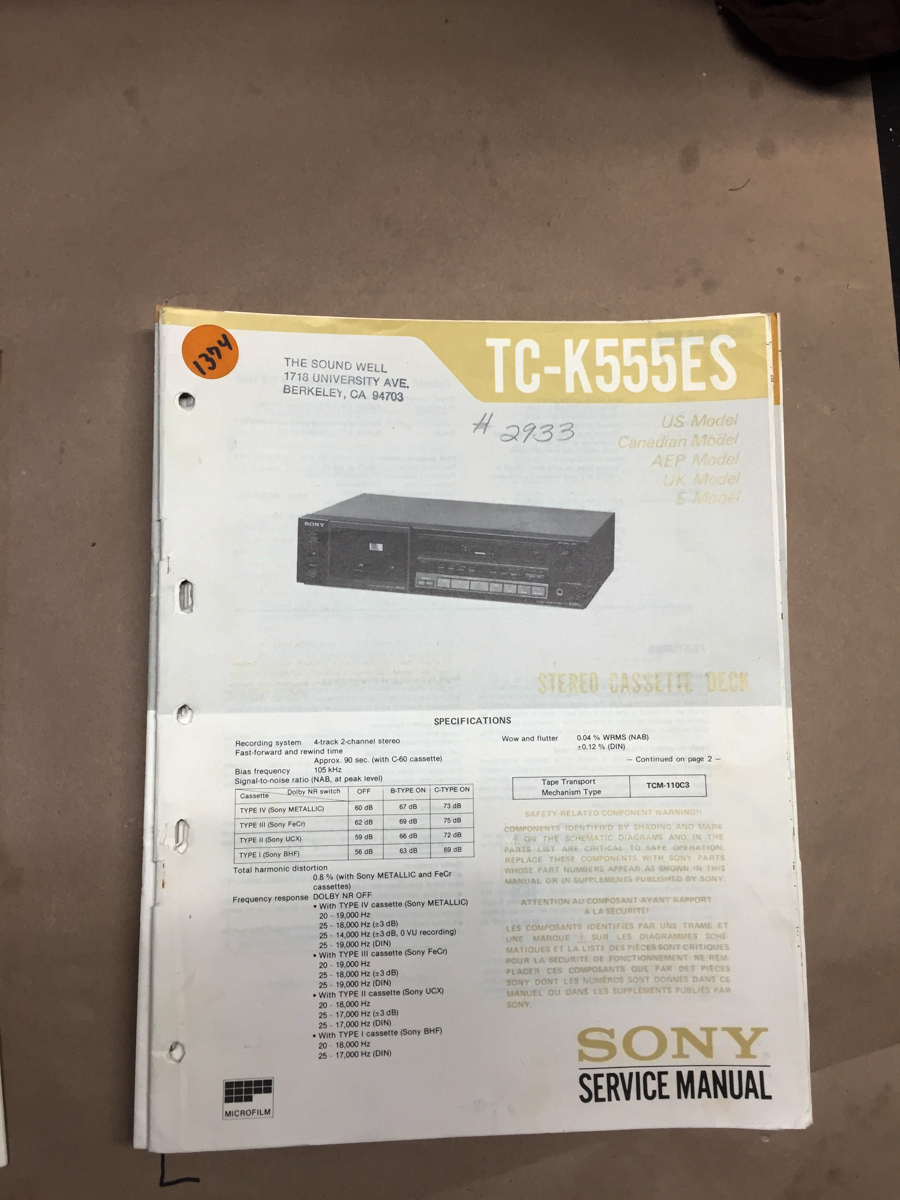 1374
THE SOUND WELL
1718 UNIVERSITY AVE.
BERKELEY, CA 94703
TC-K555ES
# 2933
US Model
Canadian Model
AEP Model
UK Model
E Model
SONY
STEREO CASSETTE DECK
SPECIFICATIONS
Recording system 4-track 2-channel stereo
Fast-forward and rewind time
Approx. 90 sec. (with C-60 cassette)
Bias frequency 105 kHz
Signal-to-noise ratio (NAB, at peak level)
Cassette Dolby NR switch OFF B-TYPE ON C-TYPE ON
TYPE IV (Sony METALLIC) 60 dB 67 dB 73 dB
TYPE III (Sony FeCr) 62 dB 69 dB 75 dB
TYPE II (Sony UCX) 59 dB 66 dB 72 dB
TYPE I (Sony BHF) 56 dB 63 dB 69 dB
Total harmonic distortion
0.8 % (with Sony METALLIC and FeCr
cassettes)
Frequency response DOLBY NR OFF
• With TYPE IV cassette (Sony METALLIC)
20 - 19,000 Hz
25 - 18,000 Hz (±3 dB)
25 - 14,000 Hz (±3 dB, 0 VU recording)
25 - 19,000 Hz (DIN)
• With TYPE III cassette (Sony FeCr)
20 - 19,000 Hz
25 - 18,000 Hz (±3 dB)
25 - 19,000 Hz (DIN)
• With TYPE II cassette (Sony UCX)
20 - 18,000 Hz
25 - 17,000 Hz (±3 dB)
25 - 17,000 Hz (DIN)
• With TYPE I cassette (Sony BHF)
20 - 18,000 Hz
25 - 17,000 Hz (DIN)
Wow and flutter 0.04 % WRMS (NAB)
±0.12 % (DIN)
— Continued on page 2 —
Tape Transport
Mechanism Type TCM-110C3
SAFETY-RELATED COMPONENT WARNING!!
COMPONENTS IDENTIFIED BY SHADING AND MARK
ON THE SCHEMATIC DIAGRAMS AND IN THE
PARTS LIST ARE CRITICAL TO SAFE OPERATION.
REPLACE THESE COMPONENTS WITH SONY PARTS
WHOSE PART NUMBERS APPEAR AS SHOWN IN THIS
MANUAL OR IN SUPPLEMENTS PUBLISHED BY SONY.
ATTENTION AU COMPOSANT AYANT RAPPORT
À LA SÉCURITÉ!
LES COMPOSANTS IDENTIFIÉS PAR UNE TRAME ET
UNE MARQUE SUR LES DIAGRAMMES SCHÉ-
MATIQUES ET LA LISTE DES PIÈCES SONT CRITIQUES
POUR LA SÉCURITÉ DE FONCTIONNEMENT. NE REM-
PLACER CES COMPOSANTS QUE PAR DES PIÈCES
SONY DONT LES NUMÉROS SONT DONNÉS DANS CE
MANUEL OU DANS LES SUPPLÉMENTS PUBLIÉS PAR
SONY.
SONY
SERVICE MANUAL
MICROFILM